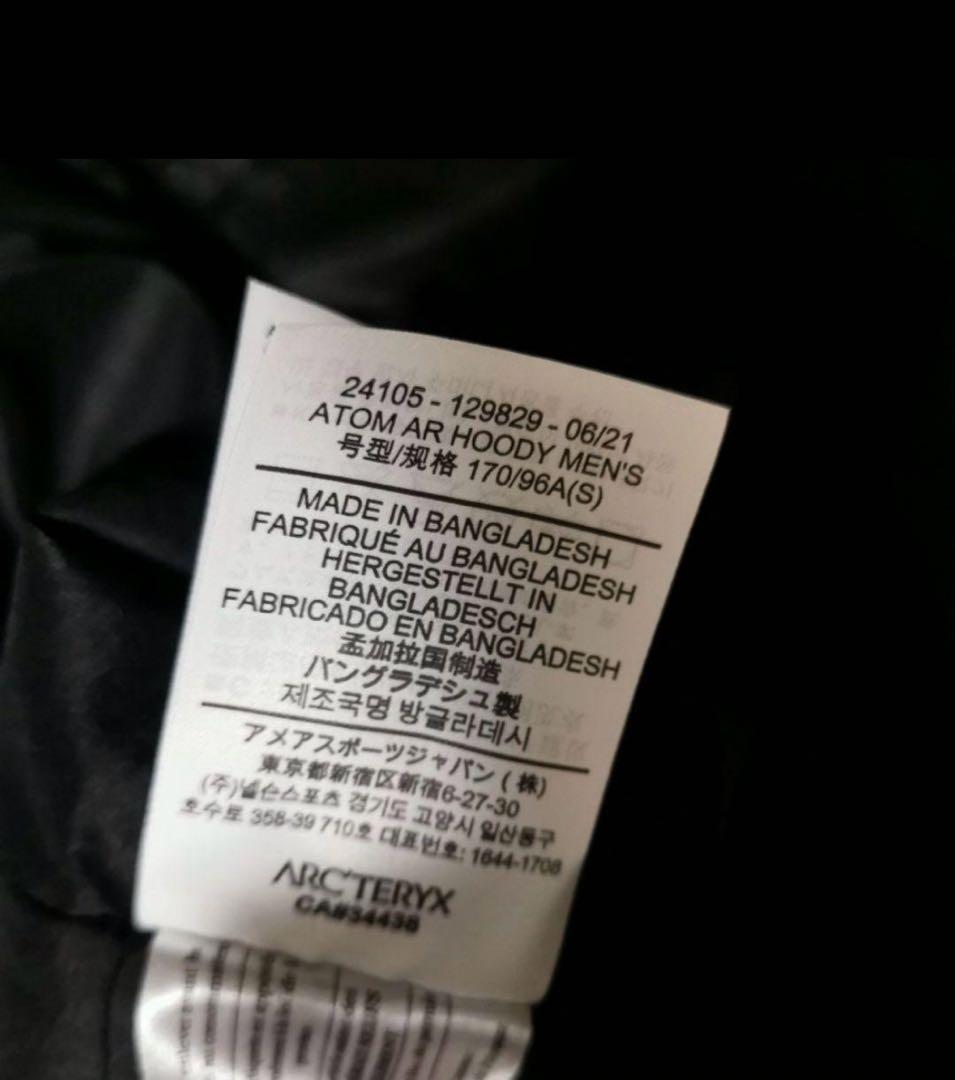 24105 - 129829 - 06/21
ATOM AR HOODY MEN'S
号型/规格 170/96A(S)
MADE IN BANGLADESH
FABRIQUÉ AU BANGLADESH
HERGESTELLT IN
BANGLADESCH
FABRICADO EN BANGLADESH
孟加拉国制造
バングラデシュ製
제조국명 방글라데시
アメアスポーツジャパン (株)
東京都新宿区新宿6-27-30
(주)넬슨스포츠 경기도 고양시 일산동구
호수로 358-39 710호 대표번호: 1644-1708
ARC'TERYX
CA#34438